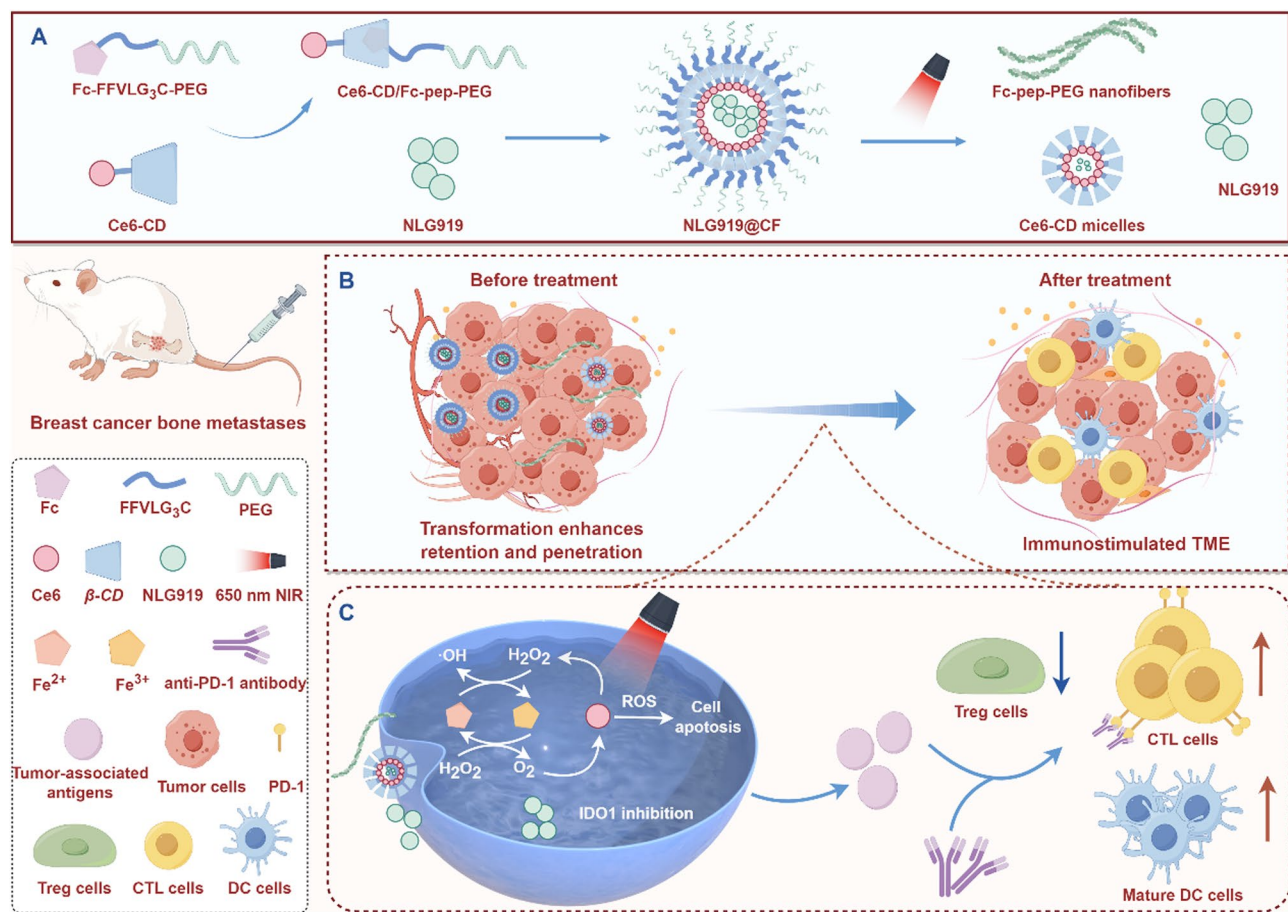 A
Fc-FFVLG3C-PEG
Ce6-CD/Fc-pep-PEG
Ce6-CD
NLG919
NLG919@CF
Fc-pep-PEG nanofibers
Ce6-CD micelles
NLG919
Breast cancer bone metastases
B
Before treatment
After treatment
Transformation enhances
retention and penetration
Immunostimulated TME
Fc
FFVLG3C
PEG
Ce6
β-CD
NLG919
650 nm NIR
Fe2+
Fe3+
anti-PD-1 antibody
Tumor-associated
antigens
Tumor cells
PD-1
Treg cells
CTL cells
DC cells
C
·OH
H2O2
ROS
Cell
apotosis
H2O2
O2
IDO1 inhibition
Treg cells
CTL cells
Mature DC cells